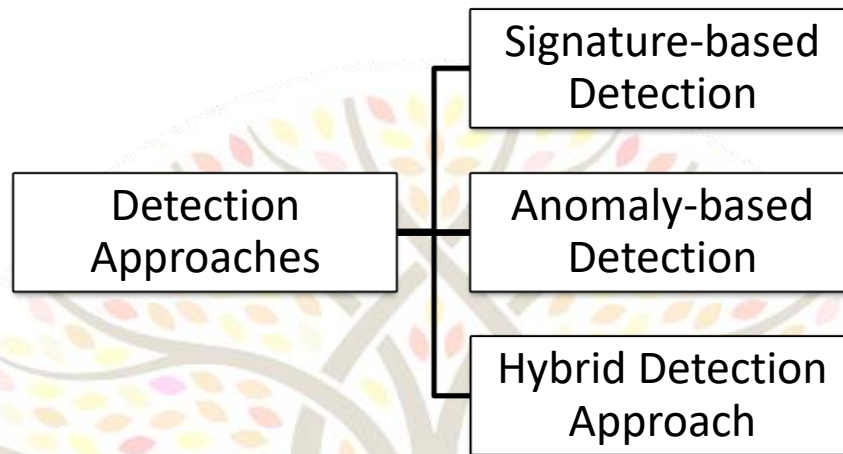 Signature-based
Detection
Detection
Approaches
Anomaly-based
Detection
Hybrid Detection
Approach